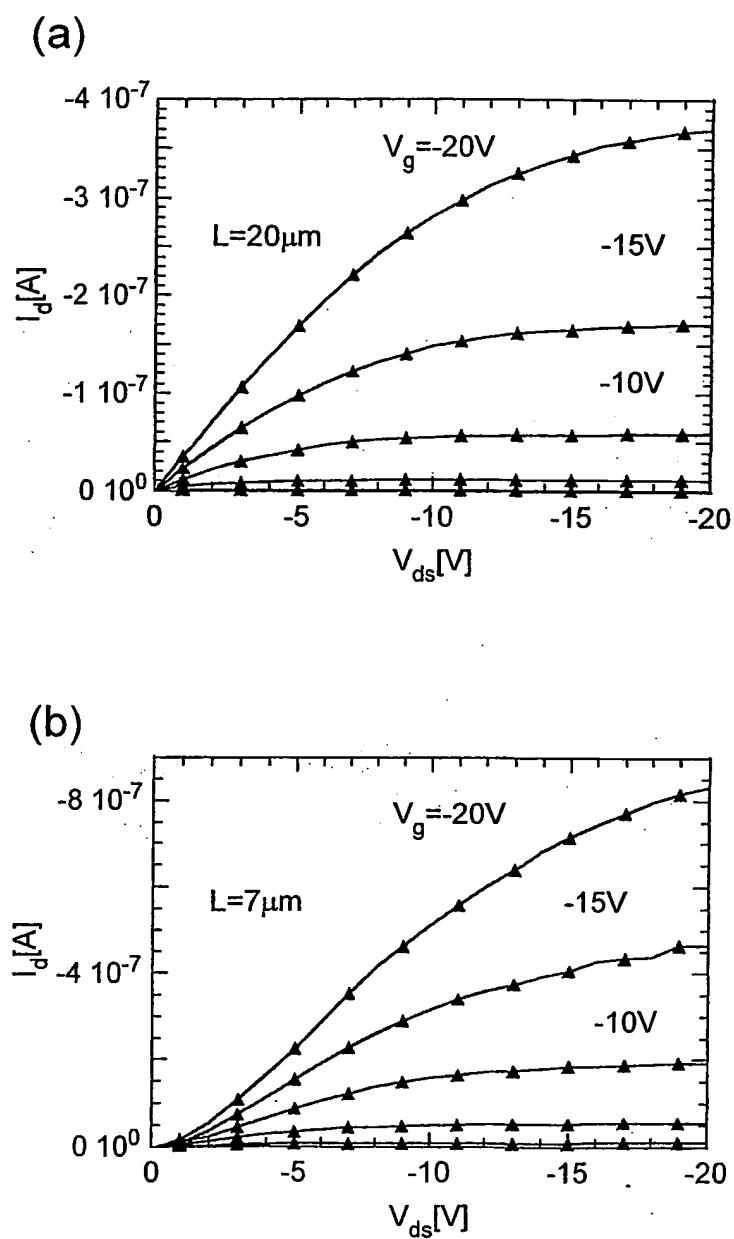 (a)
-4 10-7
Vg=-20V
-3 10-7
L=20μm
-15V
Id[A]
-2 10-7
-10V
-1 10-7
0 100
0 -5 -10 -15 -20
Vds[V]
(b)
-8 10-7
Vg=-20V
L=7μm
-15V
Id[A]
-4 10-7
-10V
0 100
0 -5 -10 -15 -20
Vds[V]